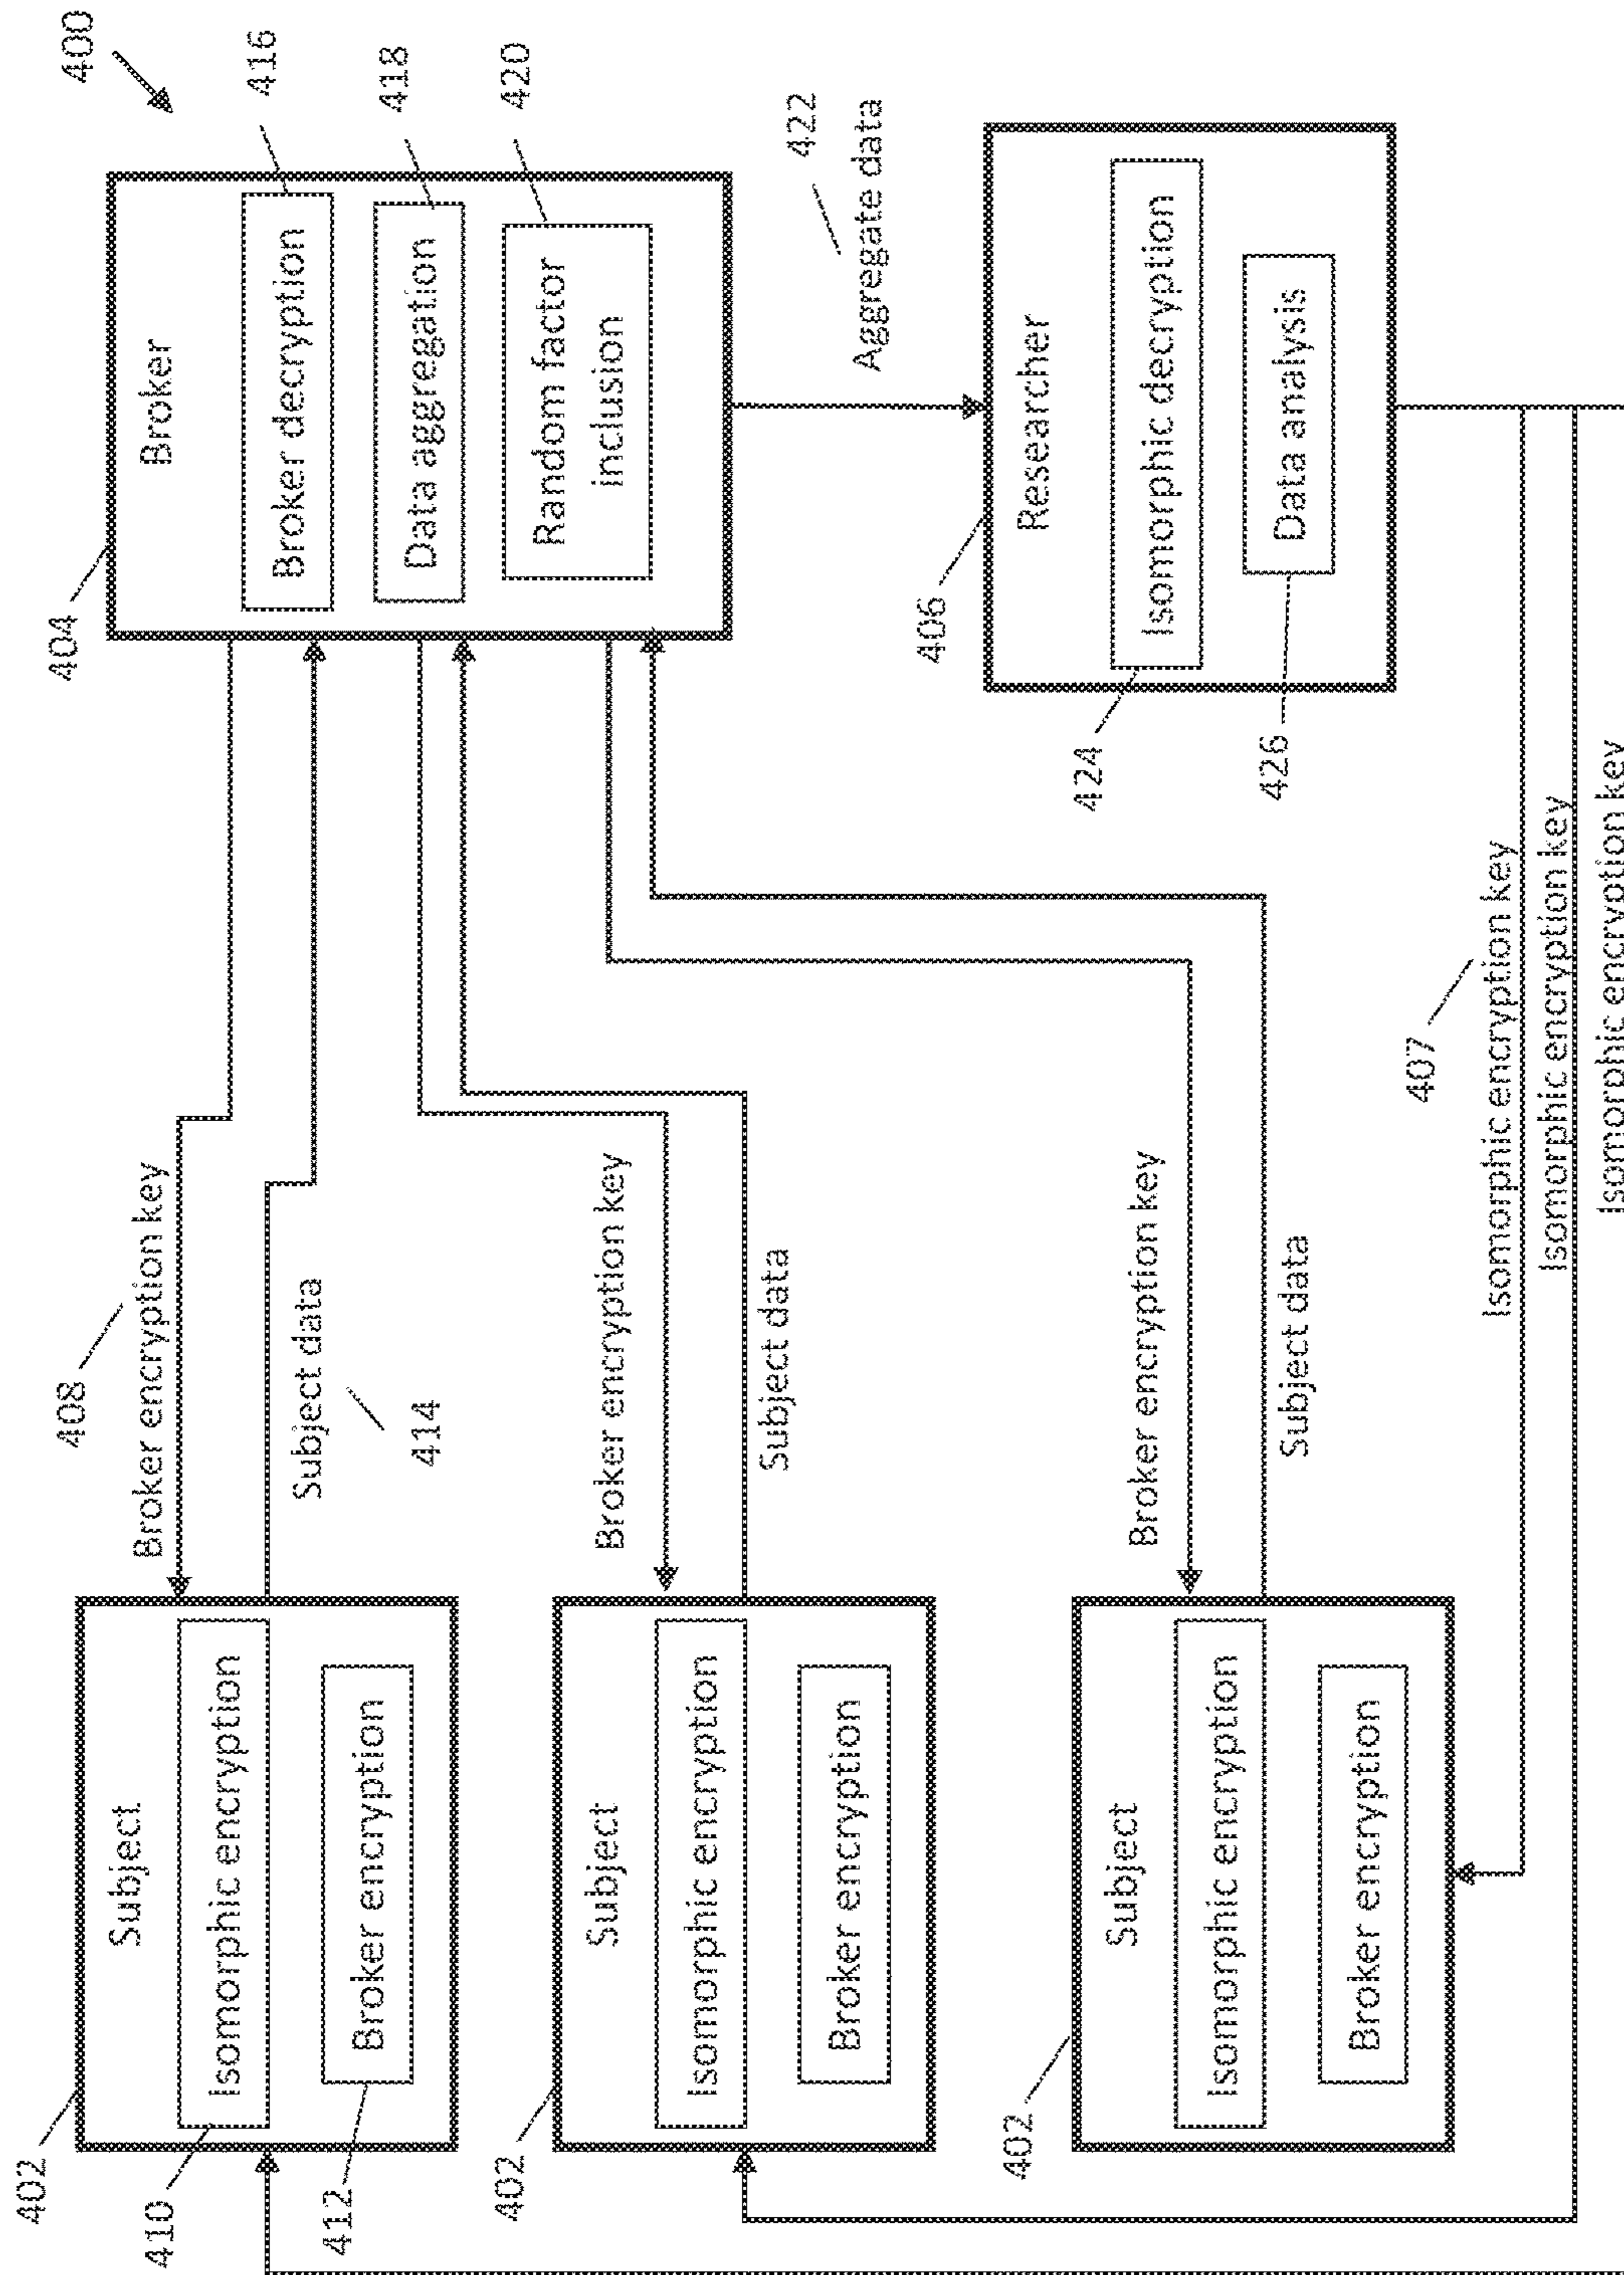 400
402
Subject
Isomorphic encryption
410
Broker encryption
412
408
Broker encryption key
Subject data
414
404
Broker
Broker decryption
416
Data aggregation
418
Random factor
inclusion
420
402
Subject
Isomorphic encryption
Broker encryption
Broker encryption key
Subject data
422
Aggregate data
402
Subject
Isomorphic encryption
Broker encryption
Broker encryption key
Subject data
406
Researcher
Isomorphic decryption
424
Data analysis
426
407
Isomorphic encryption key
Isomorphic encryption key
Isomorphic encryption key